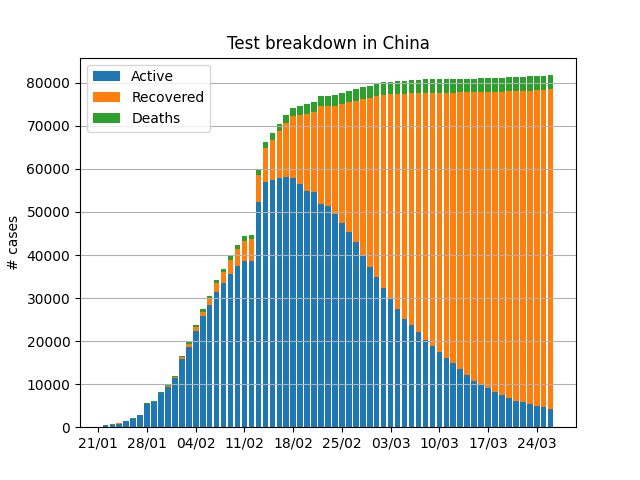 Test breakdown in China
Active
Recovered
Deaths
# cases
80000
70000
60000
50000
40000
30000
20000
10000
0
21/01 28/01 04/02 11/02 18/02 25/02 03/03 10/03 17/03 24/03